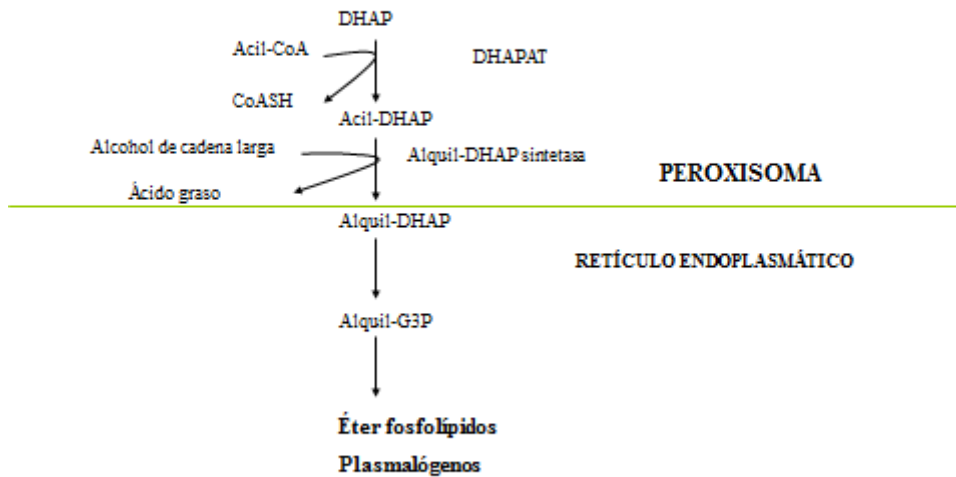 DHAP
Acil-CoA
DHAPAT
CoASH
Acil-DHAP
Alcohol de cadena larga
Alquil-DHAP sintetasa
PEROXISOMA
Ácido graso
Alquil-DHAP
RETÍCULO ENDOPLASMÁTICO
Alquil-G3P
Éter fosfolípidos
Plasmalógenos